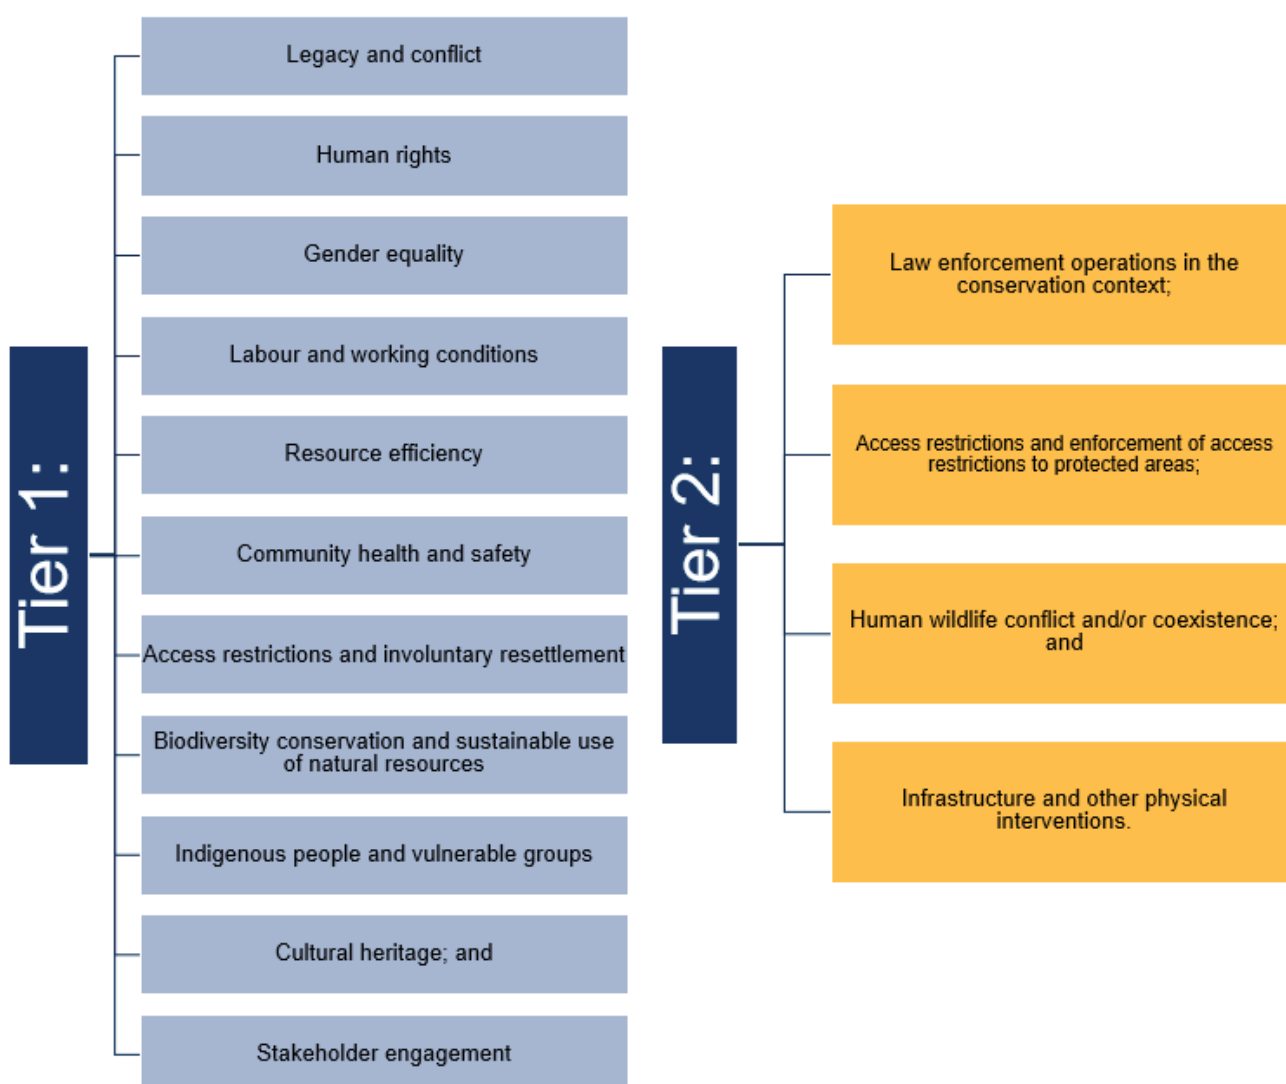 Tier 1:
Legacy and conflict
Human rights
Gender equality
Labour and working conditions
Resource efficiency
Community health and safety
Access restrictions and involuntary resettlement
Biodiversity conservation and sustainable use
of natural resources
Indigenous people and vulnerable groups
Cultural heritage; and
Stakeholder engagement
Tier 2:
Law enforcement operations in the
conservation context;
Access restrictions and enforcement of access
restrictions to protected areas;
Human wildlife conflict and/or coexistence;
and
Infrastructure and other physical
interventions.